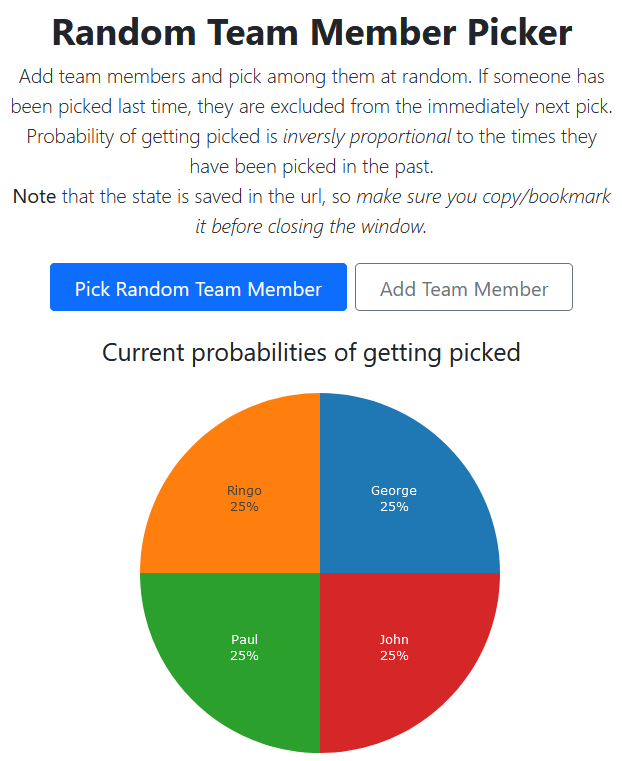 Random Team Member Picker
Add team members and pick among them at random. If someone has
been picked last time, they are excluded from the immediately next pick.
Probability of getting picked is inversly proportional to the times they
have been picked in the past.
Note that the state is saved in the url, so make sure you copy/bookmark
it before closing the window.
Pick Random Team Member
Add Team Member
Current probabilities of getting picked
Ringo
25%
George
25%
Paul
25%
John
25%